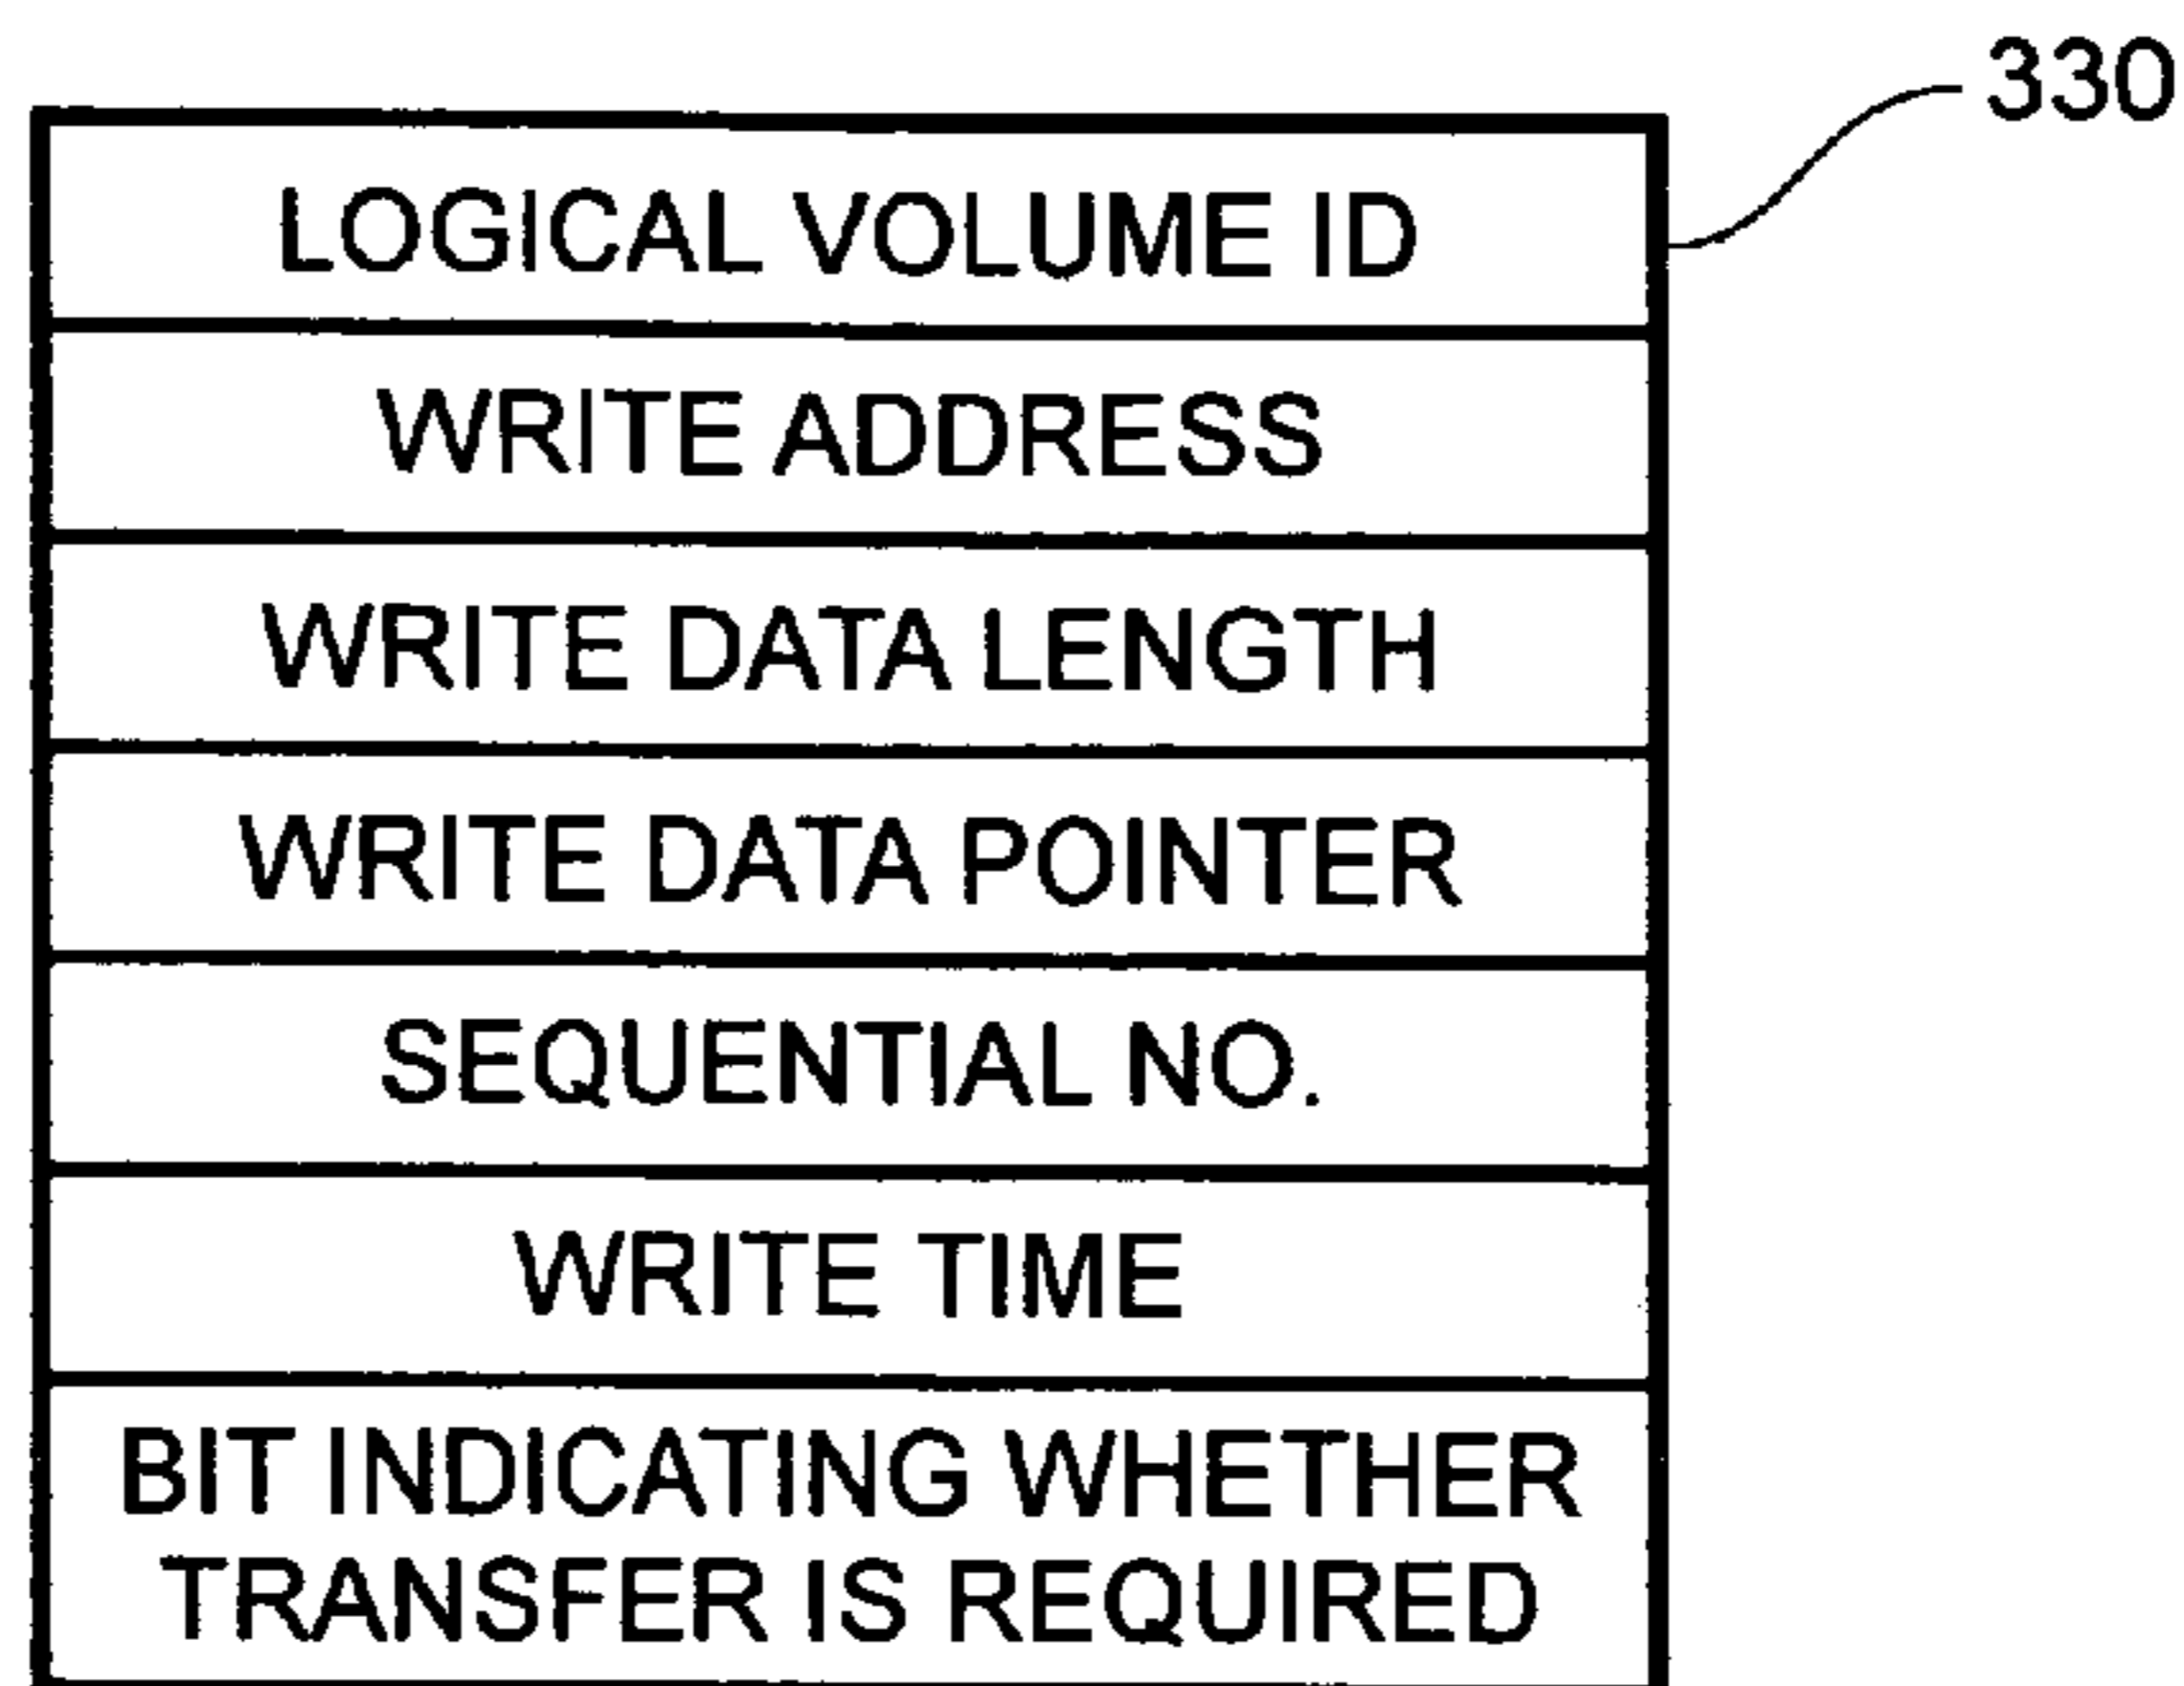 330
LOGICAL VOLUME ID
WRITE ADDRESS
WRITE DATA LENGTH
WRITE DATA POINTER
SEQUENTIAL NO.
WRITE TIME
BIT INDICATING WHETHER
TRANSFER IS REQUIRED